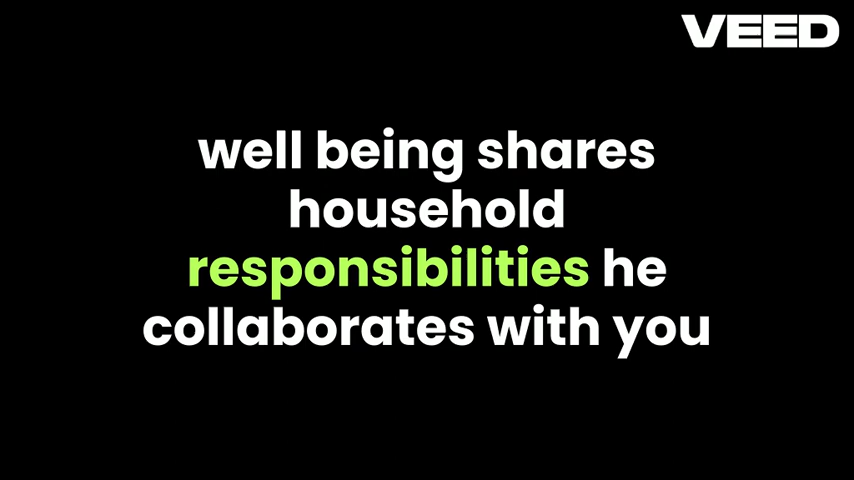 VEED
well being shares
household
responsibilities he
collaborates with you